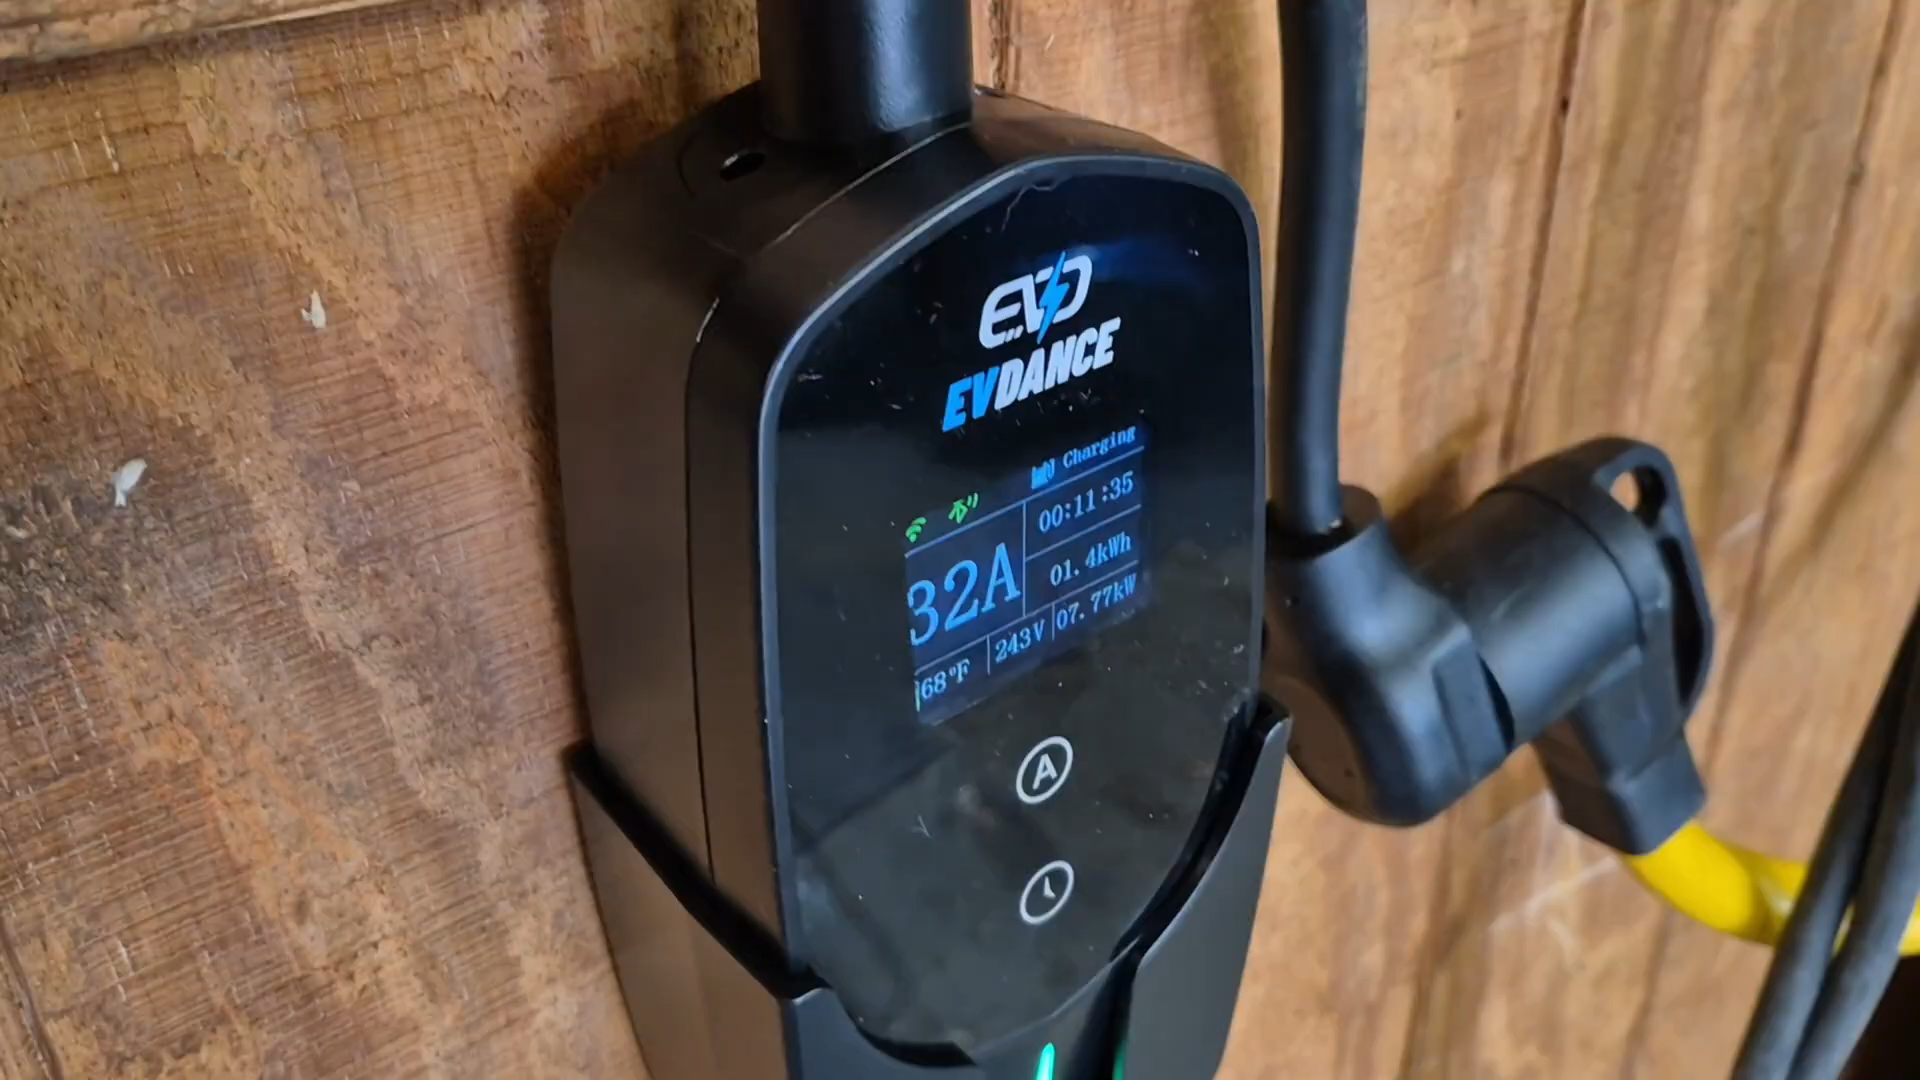 EVD
EVDANCE
Charging
32A
00:11:35
01.4kWh
68°F
243V
07.77kW
A